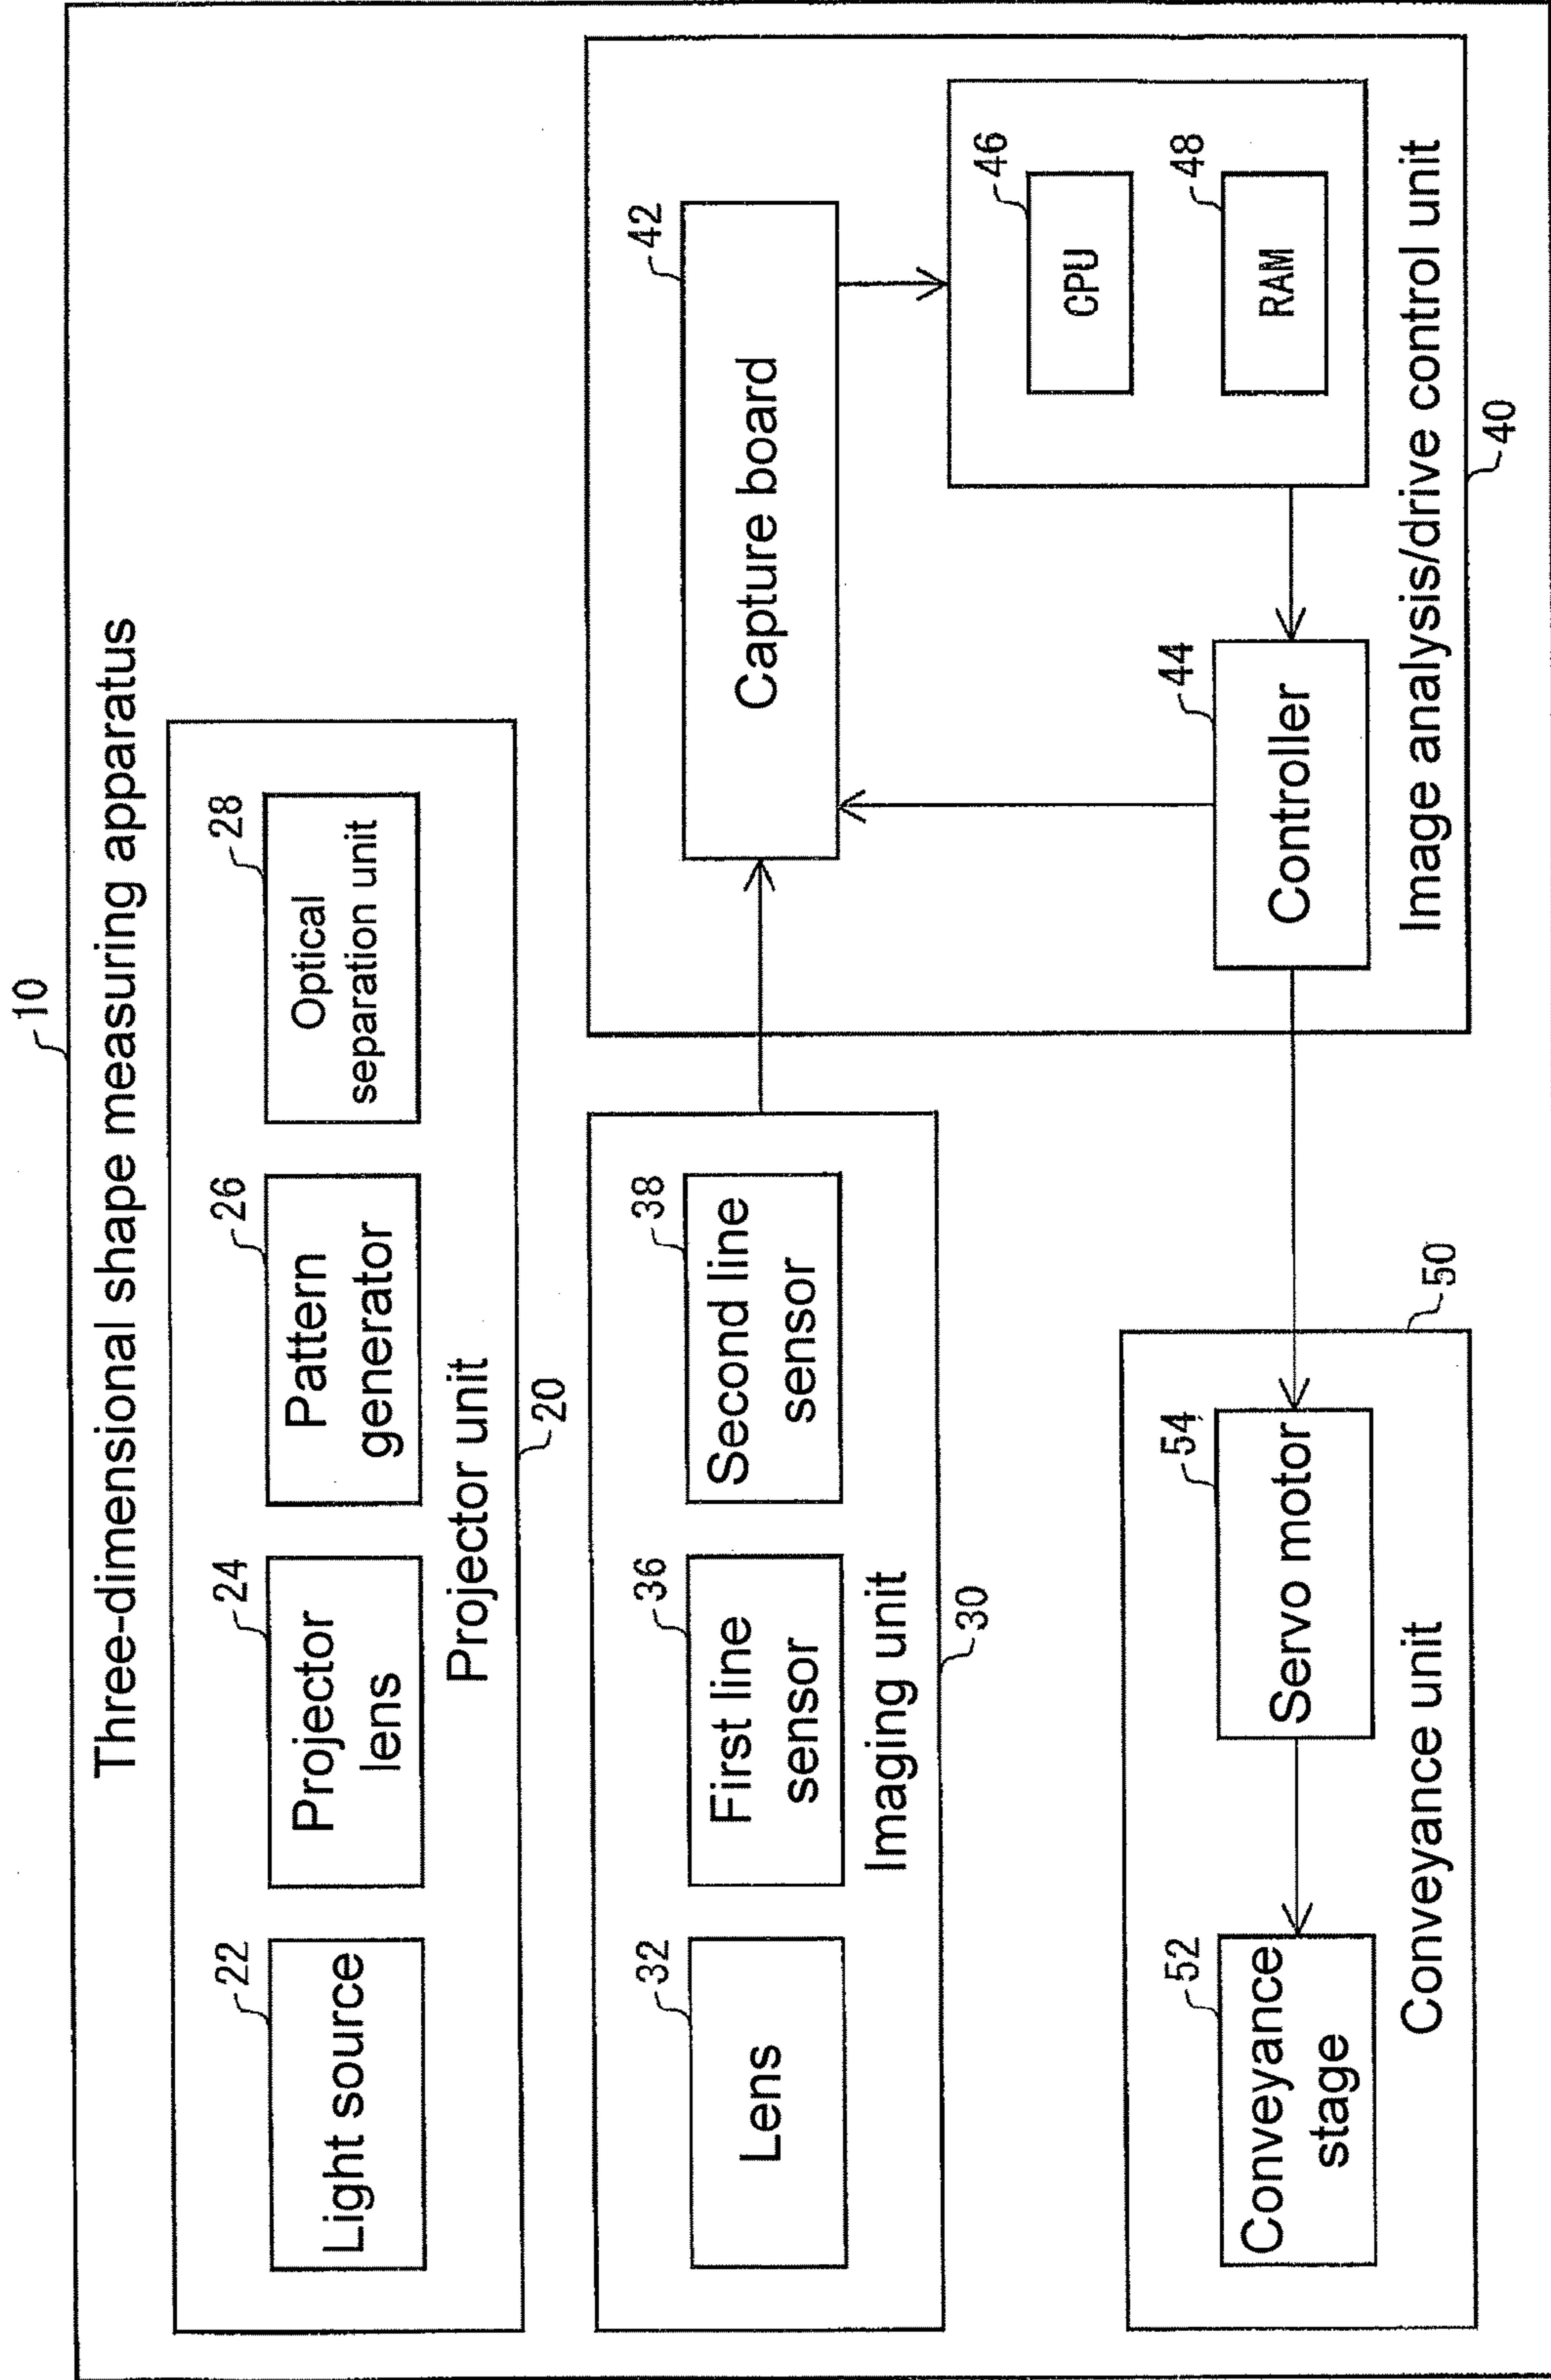 10
Three-dimensional shape measuring apparatus
22
Light source
24
Projector
lens
26
Pattern
generator
28
Optical
separation unit
Projector unit
20
32
Lens
36
First line
sensor
38
Second line
sensor
Imaging unit
30
42
Capture board
46
CPU
48
RAM
44
Controller
Image analysis/drive control unit
40
52
Conveyance
stage
54
Servo motor
50
Conveyance unit